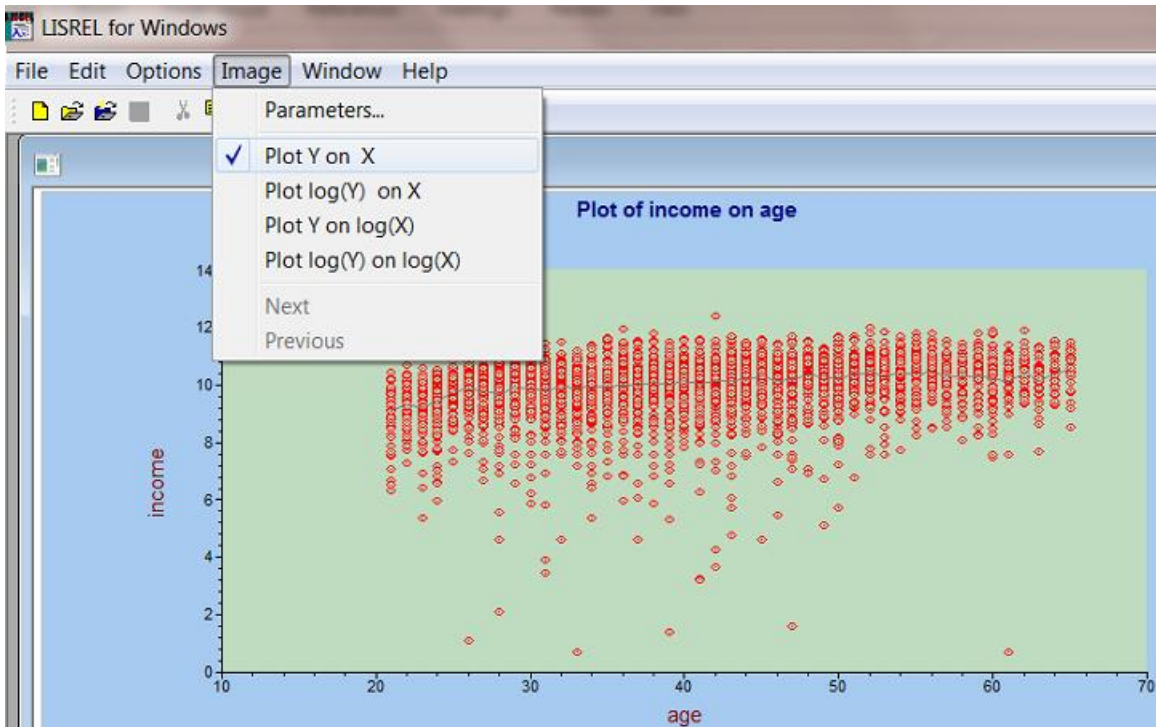 LISREL for Windows
File Edit Options Image Window Help
Parameters...
Plot Y on X
Plot log(Y) on X
Plot Y on log(X)
Plot log(Y) on log(X)
Next
Previous
Plot of income on age
14
12
10
8
6
4
2
0
income
10 20 30 40 50 60 70
age